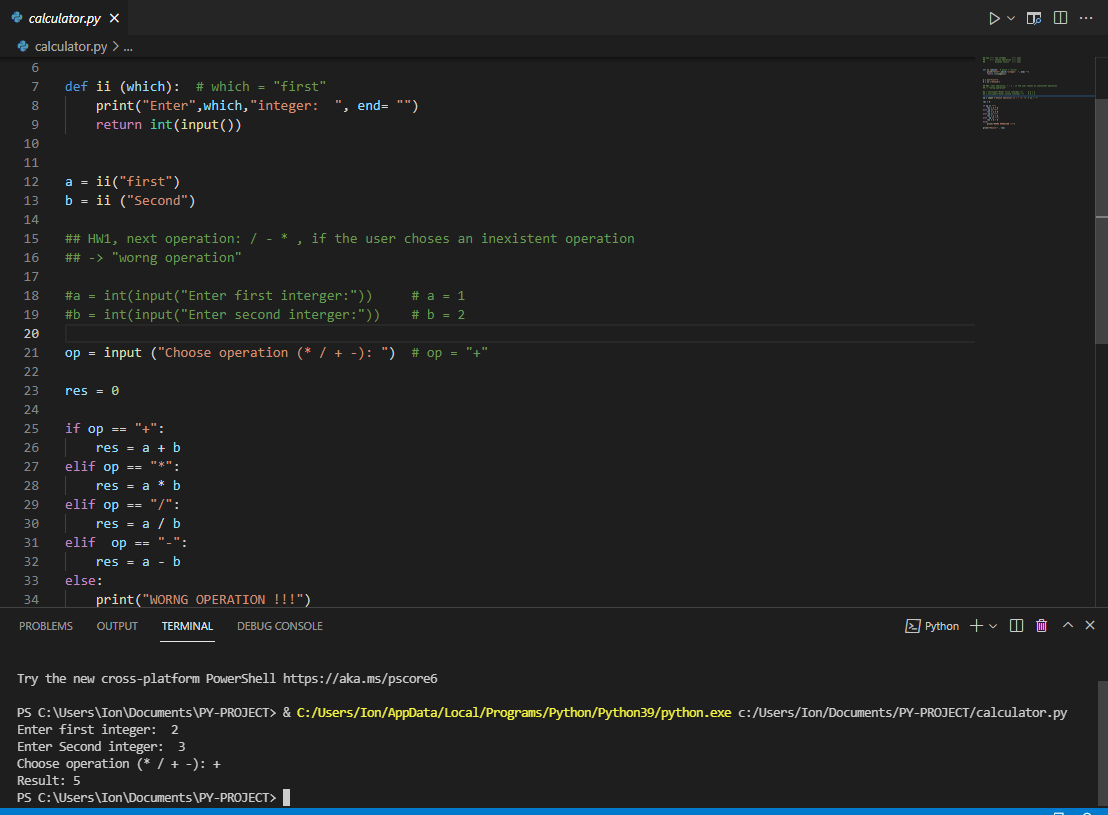 calculator.py
calculator.py > ...
6
7 def ii (which):  # which = "first"
8     print("Enter",which,"integer:  ", end= "")
9     return int(input())
10
11
12 a = ii("first")
13 b = ii ("Second")
14
15 ## HW1, next operation: / - * , if the user choses an inexistent operation
16 ## -> "worng operation"
17
18 #a = int(input("Enter first interger:"))     # a = 1
19 #b = int(input("Enter second interger:"))    # b = 2
20
21 op = input ("Choose operation (* / + -): ")  # op = "+"
22
23 res = 0
24
25 if op == "+":
26     res = a + b
27 elif op == "*":
28     res = a * b
29 elif op == "/":
30     res = a / b
31 elif  op == "-":
32     res = a - b
33 else:
34     print("WORNG OPERATION !!!")
PROBLEMS OUTPUT TERMINAL DEBUG CONSOLE Python
Try the new cross-platform PowerShell https://aka.ms/pscore6
PS C:\Users\Ion\Documents\PY-PROJECT> & C:/Users/Ion/AppData/Local/Programs/Python/Python39/python.exe c:/Users/Ion/Documents/PY-PROJECT/calculator.py
Enter first integer:  2
Enter Second integer:  3
Choose operation (* / + -): +
Result: 5
PS C:\Users\Ion\Documents\PY-PROJECT>